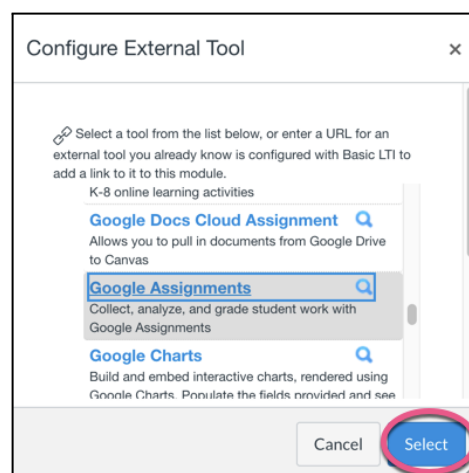 Configure External Tool
×
Select a tool from the list below, or enter a URL for an
external tool you already know is configured with Basic LTI to
add a link to it to this module.
K-8 online learning activities
Google Docs Cloud Assignment
Allows you to pull in documents from Google Drive
to Canvas
Google Assignments
Collect, analyze, and grade student work with
Google Assignments
Google Charts
Build and embed interactive charts, rendered using
Google Charts. Populate the fields provided and see
Cancel
Select